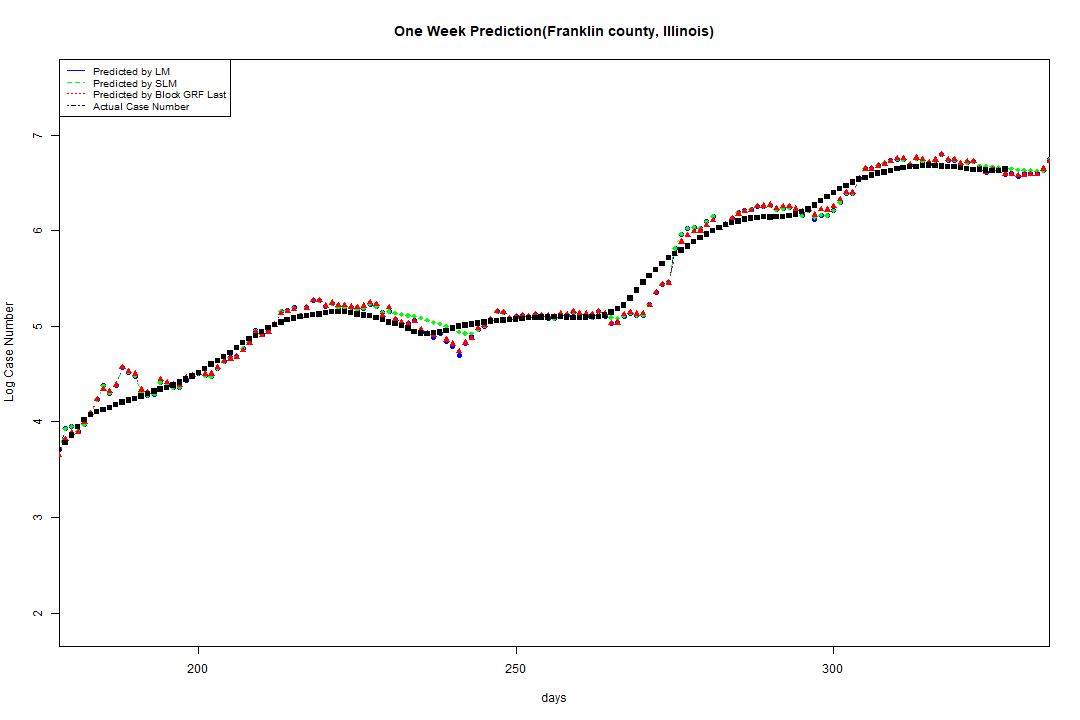 One Week Prediction(Franklin county, Illinois)
Predicted by LM
Predicted by SLM
Predicted by Block GRF Last
Actual Case Number
7
6
5
4
3
2
Log Case Number
200 250 300
days